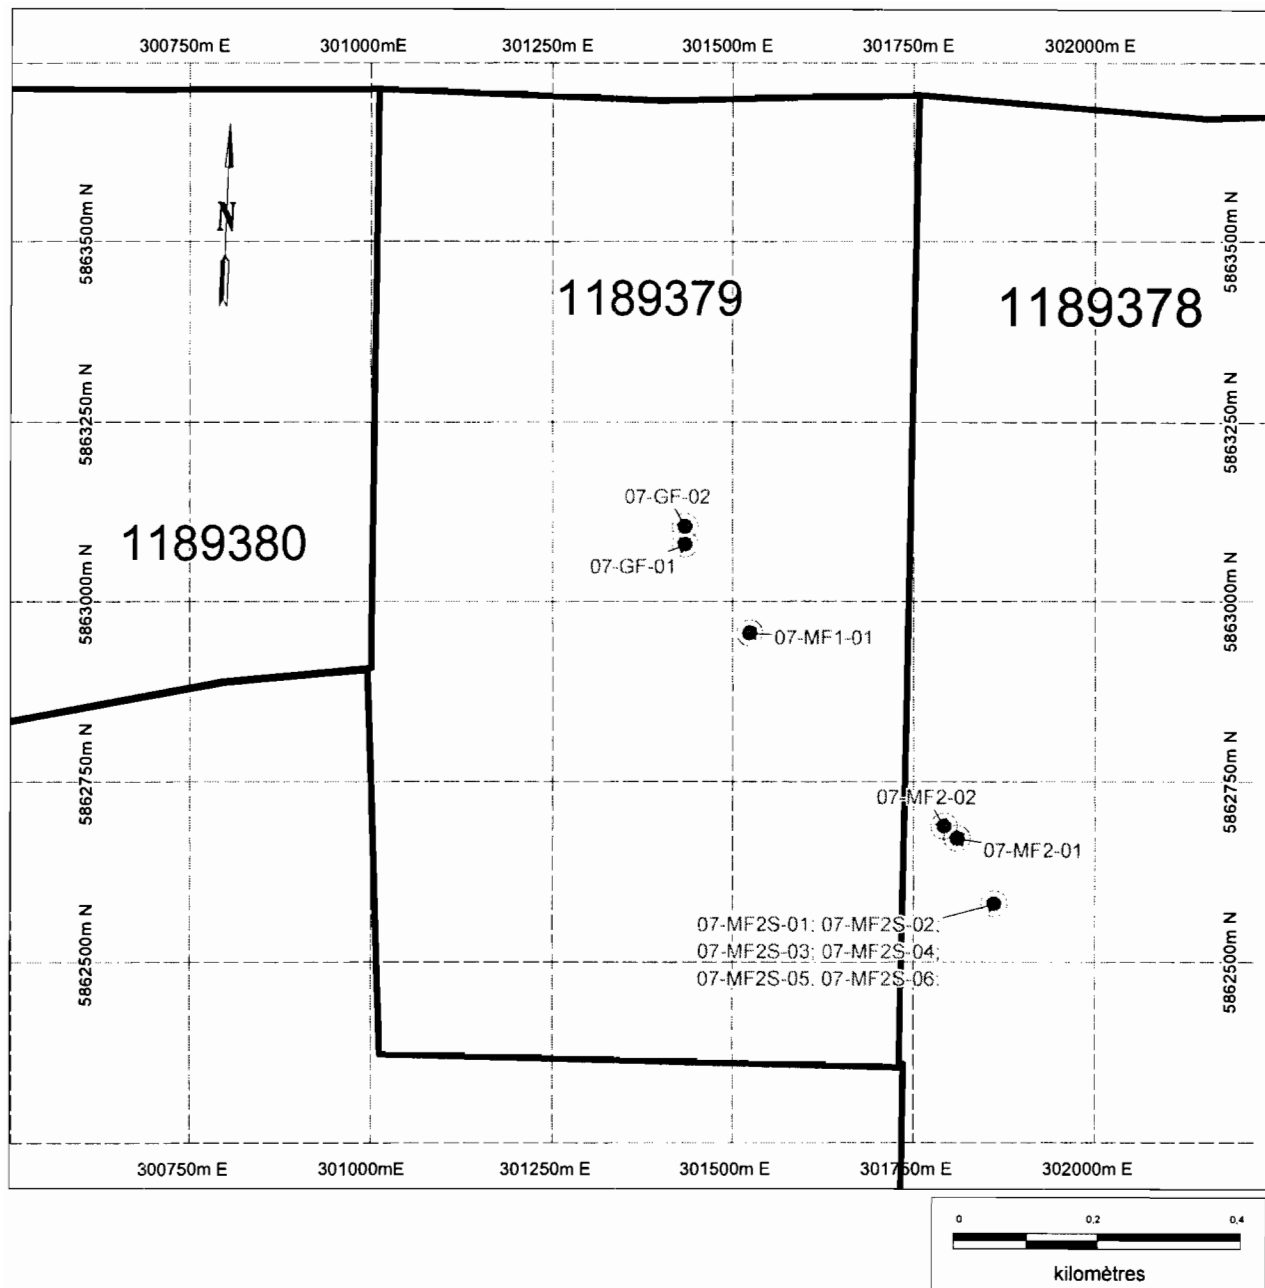 300750m E 301000mE 301250m E 301500m E 301750m E 302000m E
N
5863500m N 5863500m N
1189379
1189378
5863250m N 5863250m N
07-GF-02
1189380
07-GF-01
5863000m N 5863000m N
07-MF1-01
5862750m N 5862750m N
07-MF2-02
07-MF2-01
07-MF2S-01; 07-MF2S-02;
07-MF2S-03; 07-MF2S-04;
07-MF2S-05. 07-MF2S-06;
5862500m N 5862500m N
300750m E 301000mE 301250m E 301500m E 301750m E 302000m E
0 0,2 0,4
kilomètres